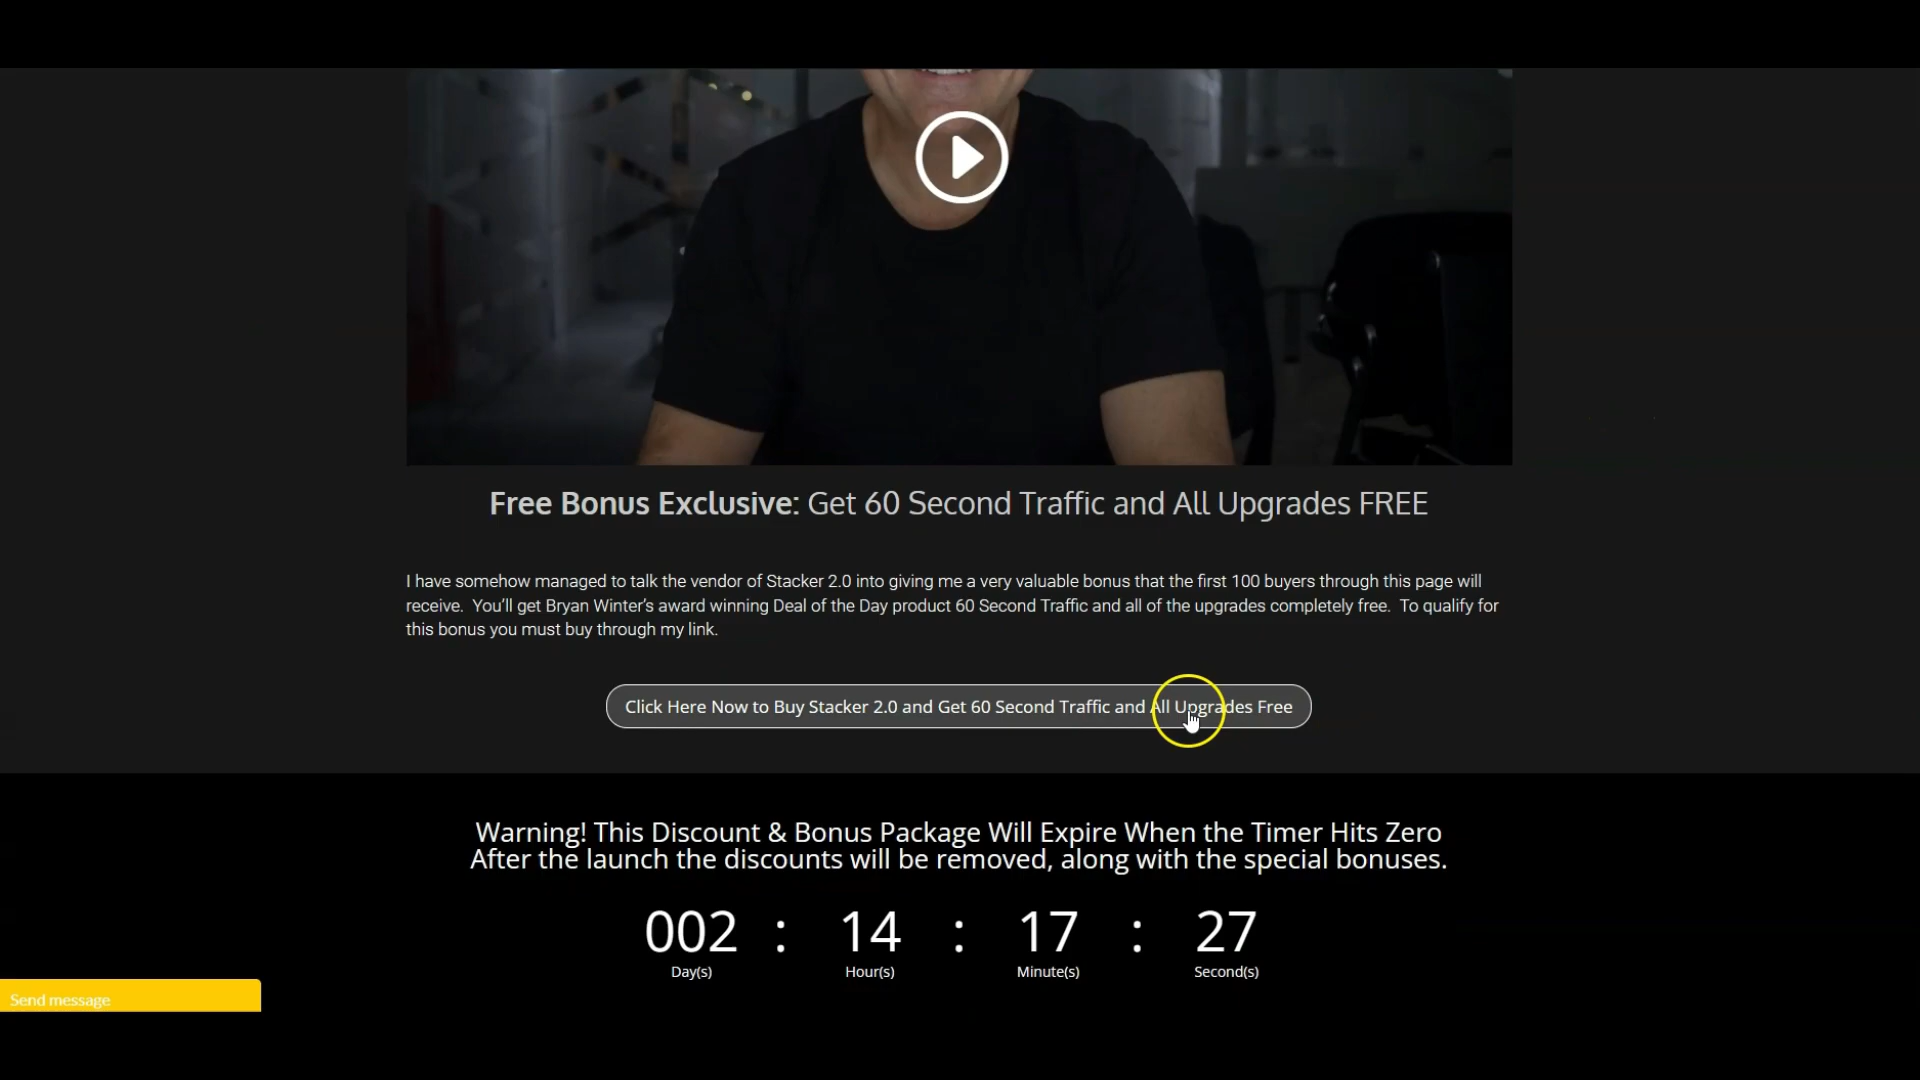 Free Bonus Exclusive: Get 60 Second Traffic and All Upgrades FREE
I have somehow managed to talk the vendor of Stacker 2.0 into giving me a very valuable bonus that the first 100 buyers through this page will
receive.  You'll get Bryan Winter's award winning Deal of the Day product 60 Second Traffic and all of the upgrades completely free.  To qualify for
this bonus you must buy through my link.
Click Here Now to Buy Stacker 2.0 and Get 60 Second Traffic and All Upgrades Free
Warning! This Discount & Bonus Package Will Expire When the Timer Hits Zero
After the launch the discounts will be removed, along with the special bonuses.
002 : 14 : 17 : 27
Day(s) Hour(s) Minute(s) Second(s)
Send message